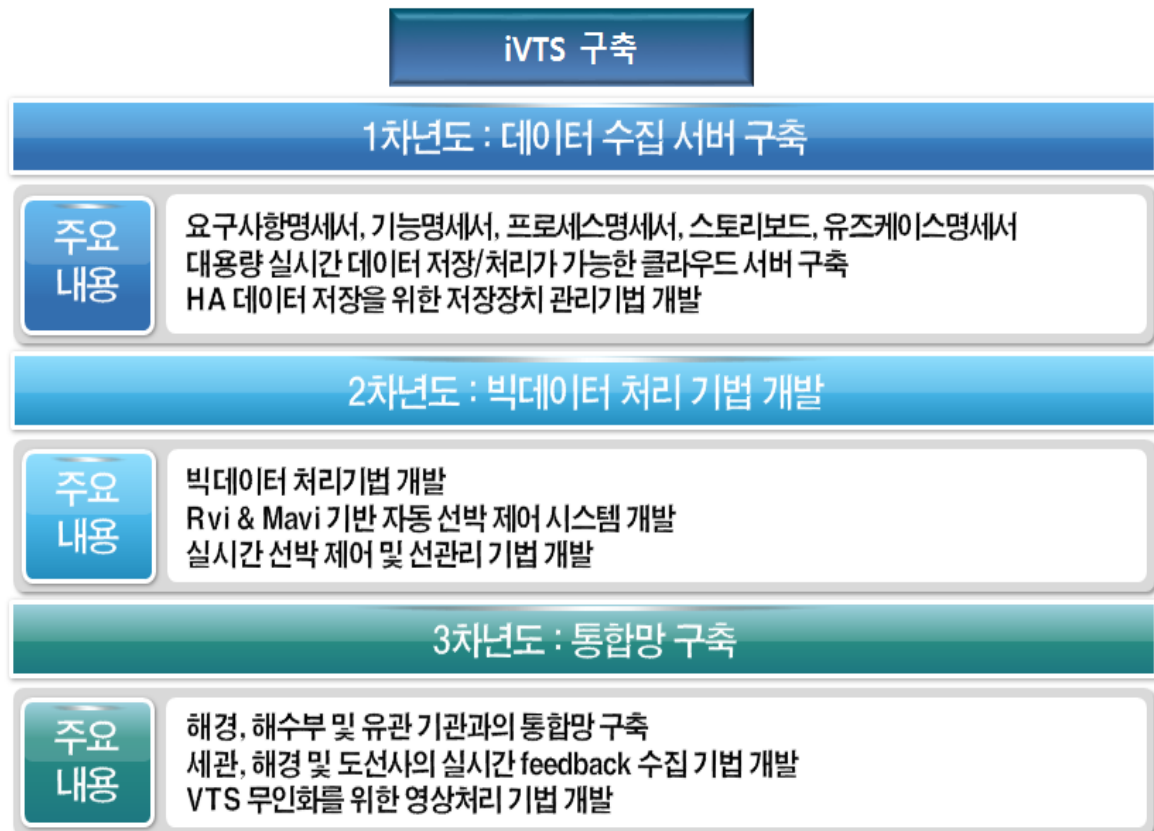 iVTS 구축
1차년도 : 데이터 수집 서버 구축
주요
내용
요구사항명세서, 기능명세서, 프로세스명세서, 스토리보드, 유즈케이스명세서
대용량 실시간 데이터 저장/처리가 가능한 클라우드 서버 구축
HA 데이터 저장을 위한 저장장치 관리기법 개발
2차년도 : 빅데이터 처리 기법 개발
주요
내용
빅데이터 처리기법 개발
Rvi & Mavi 기반 자동 선박 제어 시스템 개발
실시간 선박 제어 및 선관리 기법 개발
3차년도 : 통합망 구축
주요
내용
해경, 해수부 및 유관 기관과의 통합망 구축
세관, 해경 및 도선사의 실시간 feedback 수집 기법 개발
VTS 무인화를 위한 영상처리 기법 개발